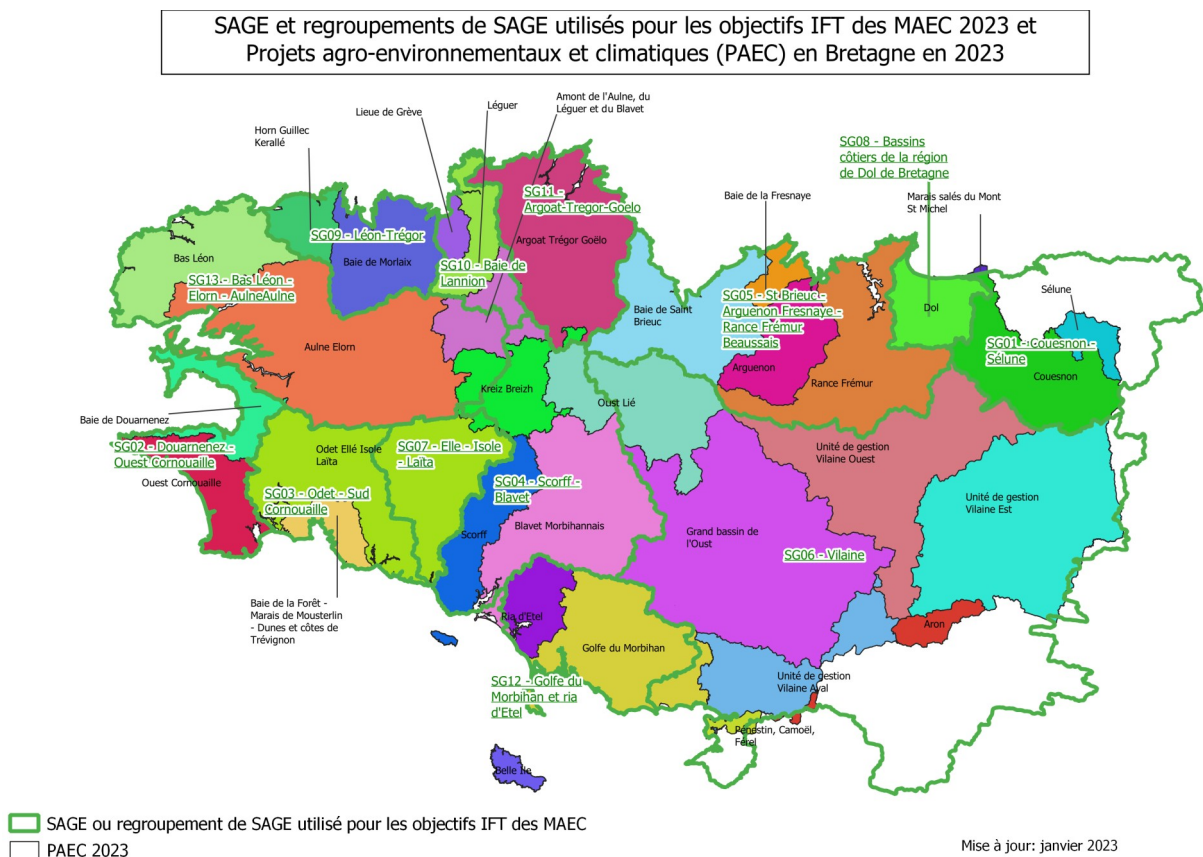 SAGE et regroupements de SAGE utilisés pour les objectifs IFT des MAEC 2023 et
Projets agro-environnementaux et climatiques (PAEC) en Bretagne en 2023
Amont de l'Aulne, du
Léguer et du Blavet
Léguer
Lieue de Grève
Horn Guillec
Kerallé
SG08 - Bassins
côtiers de la région
de Dol de Bretagne
Marais salés du Mont
St Michel
Baie de la Fresnaye
SG11 -
Argoat-Tregor-Goelo
Argoat Trégor Goëlo
SG09 - Léon-Trégor
Baie de Morlaix
Bas Léon
SG10 - Baie de
Lannion
SG13 - Bas Léon -
Elorn - AulneAulne
Sélune
SG05 - St Brieuc -
Arguenon Fresnaye -
Rance Frémur
Beaussais
Baie de Saint
Brieuc
Dol
SG01 - Couesnon -
Sélune
Couesnon
Aulne Elorn
Arguenon
Rance Frémur
Kreiz Breizh
Oust Lié
Baie de Douarnenez
SG02 - Douarnenez -
Ouest Cornouaille
Ouest Cornouaille
Odet Ellé Isole
Laïta
SG07 - Elle - Isole
- Laïta
Unité de gestion
Vilaine Ouest
SG04 - Scorff -
Blavet
SG03 - Odet - Sud
Cornouaille
Unité de gestion
Vilaine Est
Blavet Morbihannais
Scorff
Grand bassin de
l'Oust
SG06 - Vilaine
Baie de la Forêt -
Marais de Mousterlin
- Dunes et côtes de
Trévignon
Ria d'Etel
Aron
Golfe du Morbihan
SG12 - Golfe du
Morbihan et ria
d'Etel
Unité de gestion
Vilaine Aval
Pénestin, Camoël,
Férel
Belle Ile
SAGE ou regroupement de SAGE utilisé pour les objectifs IFT des MAEC
PAEC 2023
Mise à jour: janvier 2023